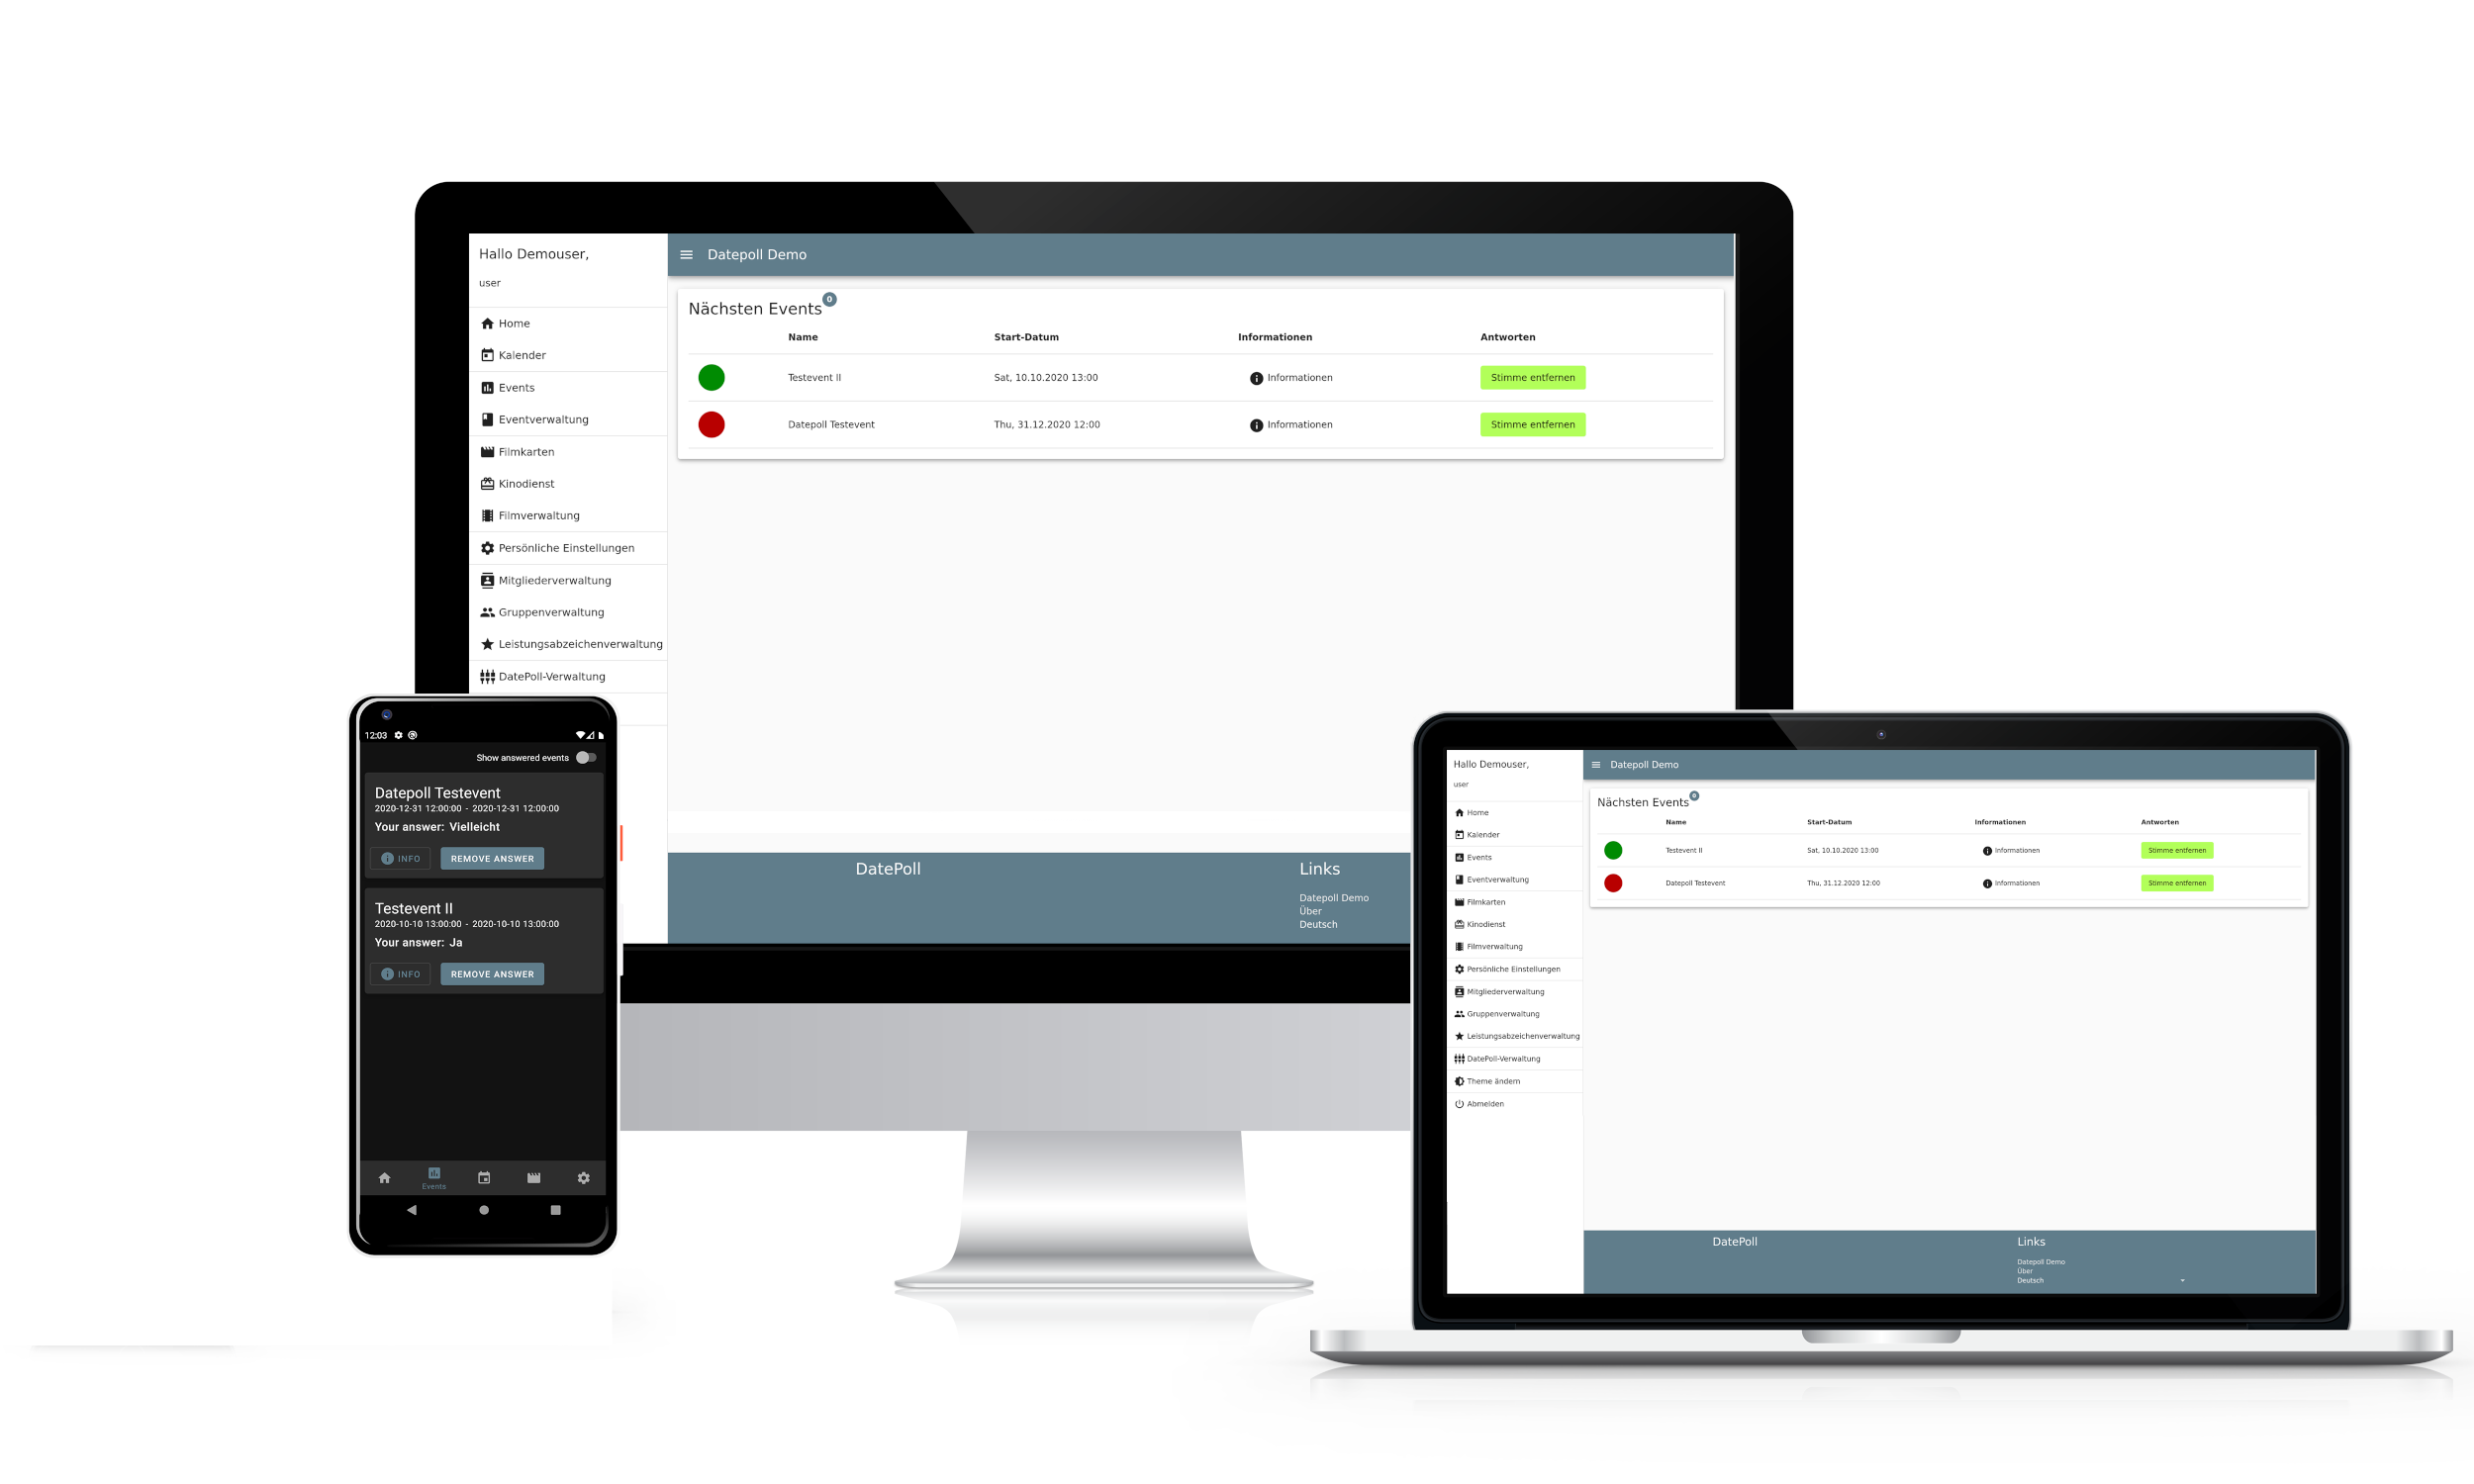 Hallo Demouser,
user
Home
Kalender
Events
Eventverwaltung
Filmkarten
Kinodienst
Filmverwaltung
Persönliche Einstellungen
Mitgliederverwaltung
Gruppenverwaltung
Leistungsabzeichenverwaltung
DatePoll-Verwaltung
Datepoll Demo
Nächsten Events 0
Name Start-Datum Informationen Antworten
Testevent II Sat, 10.10.2020 13:00 Informationen Stimme entfernen
Datepoll Testevent Thu, 31.12.2020 12:00 Informationen Stimme entfernen
DatePoll
Links
Datepoll Demo
Über
Deutsch
12:03
Show answered events
Datepoll Testevent
2020-12-31 12:00:00 - 2020-12-31 12:00:00
Your answer: Vielleicht
INFO REMOVE ANSWER
Testevent II
2020-10-10 13:00:00 - 2020-10-10 13:00:00
Your answer: Ja
INFO REMOVE ANSWER
Events
Hallo Demouser,
user
Home
Kalender
Events
Eventverwaltung
Filmkarten
Kinodienst
Filmverwaltung
Persönliche Einstellungen
Mitgliederverwaltung
Gruppenverwaltung
Leistungsabzeichenverwaltung
DatePoll-Verwaltung
Theme ändern
Abmelden
Datepoll Demo
Nächsten Events 0
Name Start-Datum Informationen Antworten
Testevent II Sat, 10.10.2020 13:00 Informationen Stimme entfernen
Datepoll Testevent Thu, 31.12.2020 12:00 Informationen Stimme entfernen
DatePoll
Links
Datepoll Demo
Über
Deutsch